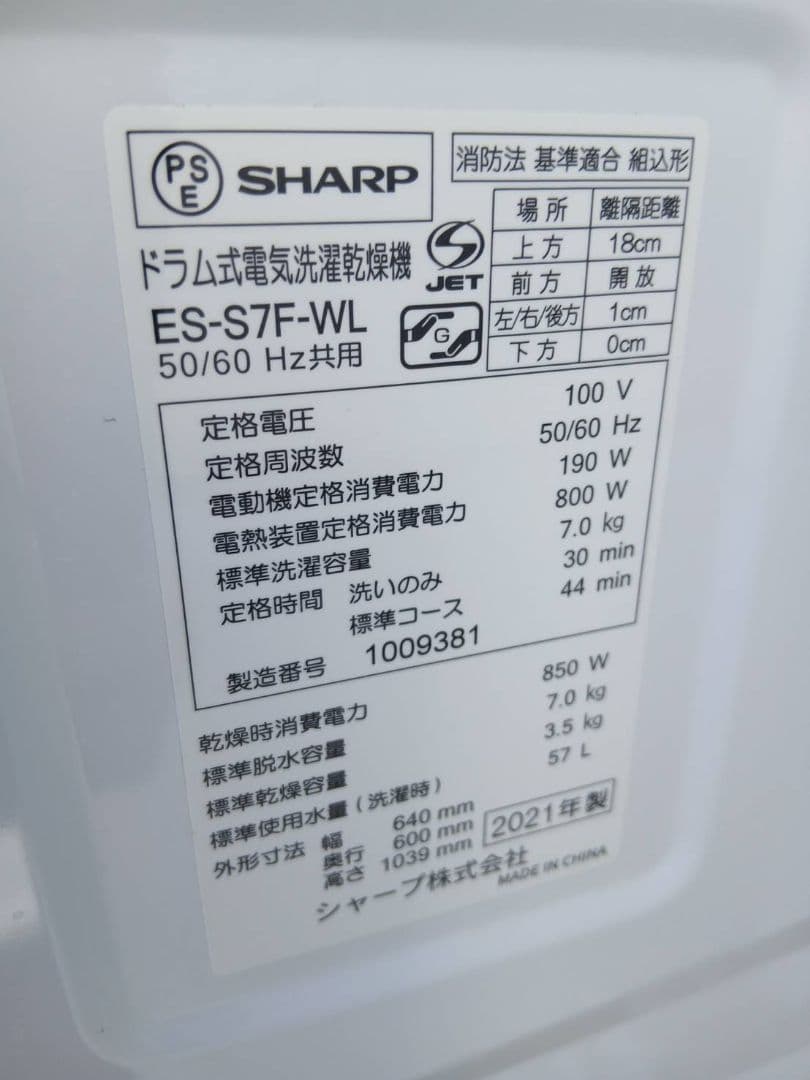 PSE SHARP
消防法 基準適合 組込形
場所 離隔距離
上方 18cm
前方 開放
左/右/後方 1cm
下方 0cm
ドラム式電気洗濯乾燥機
JET
ES-S7F-WL
G
50/60 Hz共用
定格電圧 100 V
定格周波数 50/60 Hz
電動機定格消費電力 190 W
電熱装置定格消費電力 800 W
標準洗濯容量 7.0 kg
定格時間 洗いのみ 30 min
標準コース 44 min
製造番号 1009381
乾燥時消費電力 850 W
標準脱水容量 7.0 kg
標準乾燥容量 3.5 kg
標準使用水量(洗濯時) 57 L
外形寸法 幅 640 mm
奥行 600 mm
高さ 1039 mm
2021年製
シャープ株式会社
MADE IN CHINA